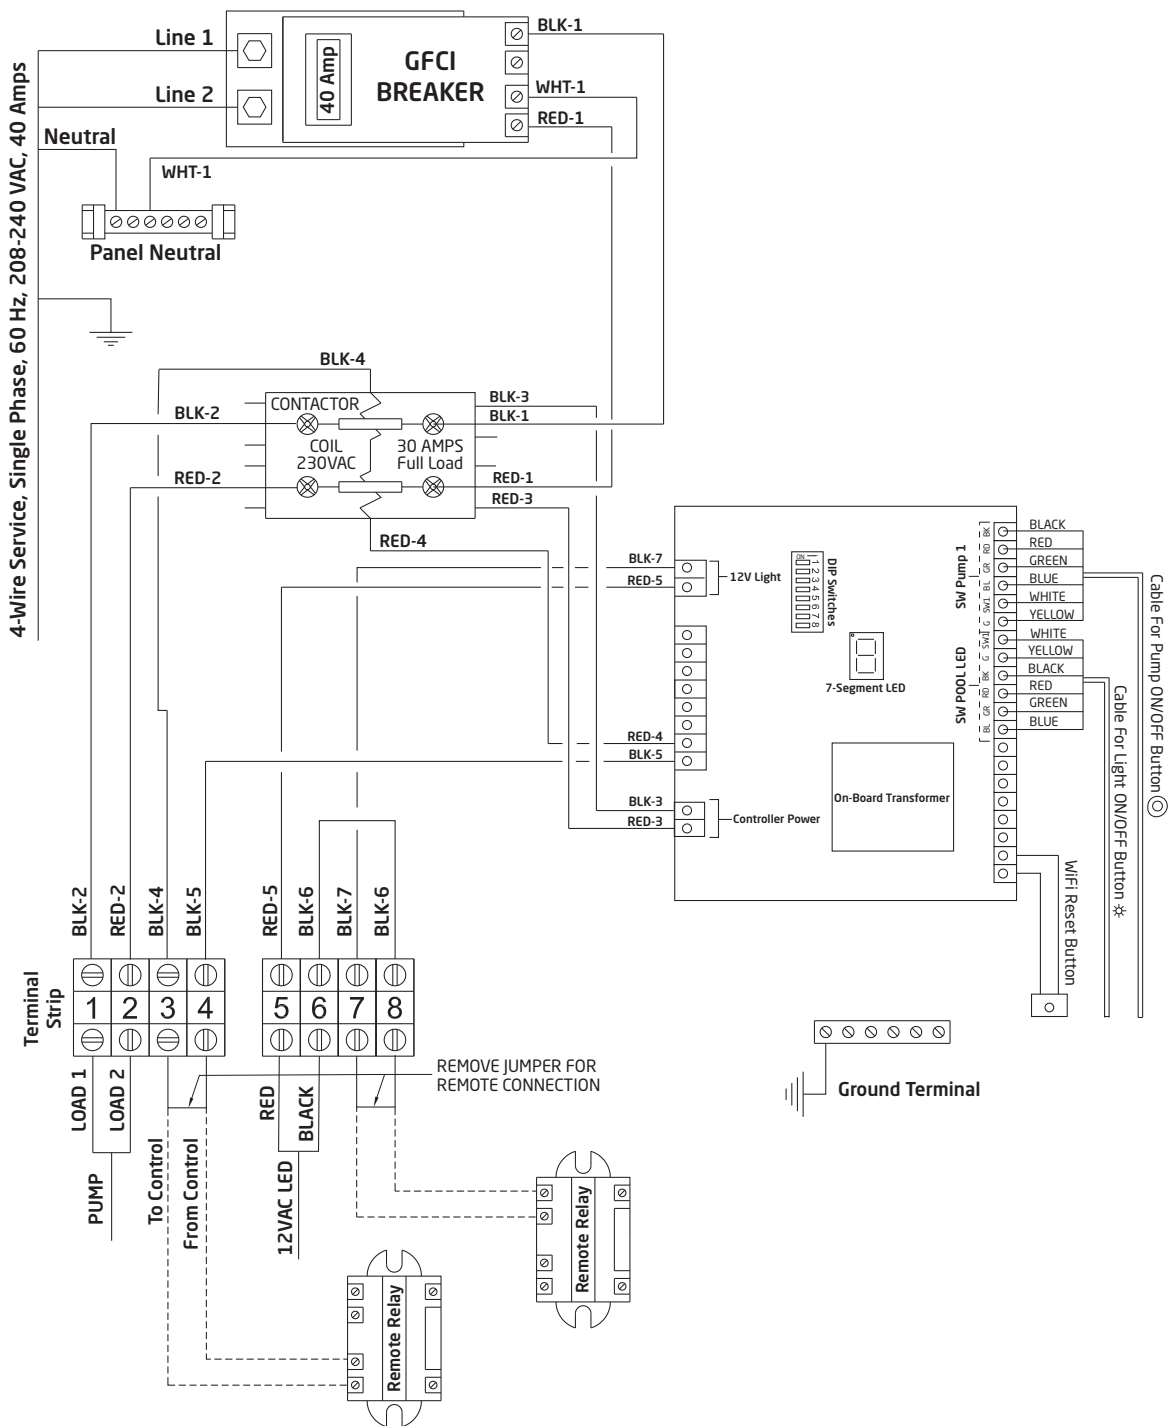 4-Wire Service, Single Phase, 60 Hz, 208-240 VAC, 40 Amps
Line 1
Line 2
Neutral
40 Amp
GFCI
BREAKER
BLK-1
WHT-1
RED-1
WHT-1
Panel Neutral
BLK-4
CONTACTOR
BLK-2
COIL
230VAC
30 AMPS
Full Load
RED-2
BLK-3
BLK-1
RED-1
RED-3
RED-4
BLK-7
RED-5
12V Light
ON
1 2 3 4 5 6 7 8
DIP Switches
7-Segment LED
RED-4
BLK-5
BLK-3
RED-3
Controller Power
On-Board Transformer
SW Pump 1
BK
RD
GR
BL
SW1
G
SW POOL LED
SW1
G
BK
RD
GR
BL
BLACK
RED
GREEN
BLUE
WHITE
YELLOW
WHITE
YELLOW
BLACK
RED
GREEN
BLUE
Cable For Pump ON/OFF Button
Cable For Light ON/OFF Button
WiFi Reset Button
BLK-2
RED-2
BLK-4
BLK-5
RED-5
BLK-6
BLK-7
BLK-6
Terminal
Strip
1 2 3 4
5 6 7 8
LOAD 1
LOAD 2
PUMP
To Control
From Control
RED
BLACK
12VAC LED
REMOVE JUMPER FOR
REMOTE CONNECTION
Remote Relay
Remote Relay
Ground Terminal